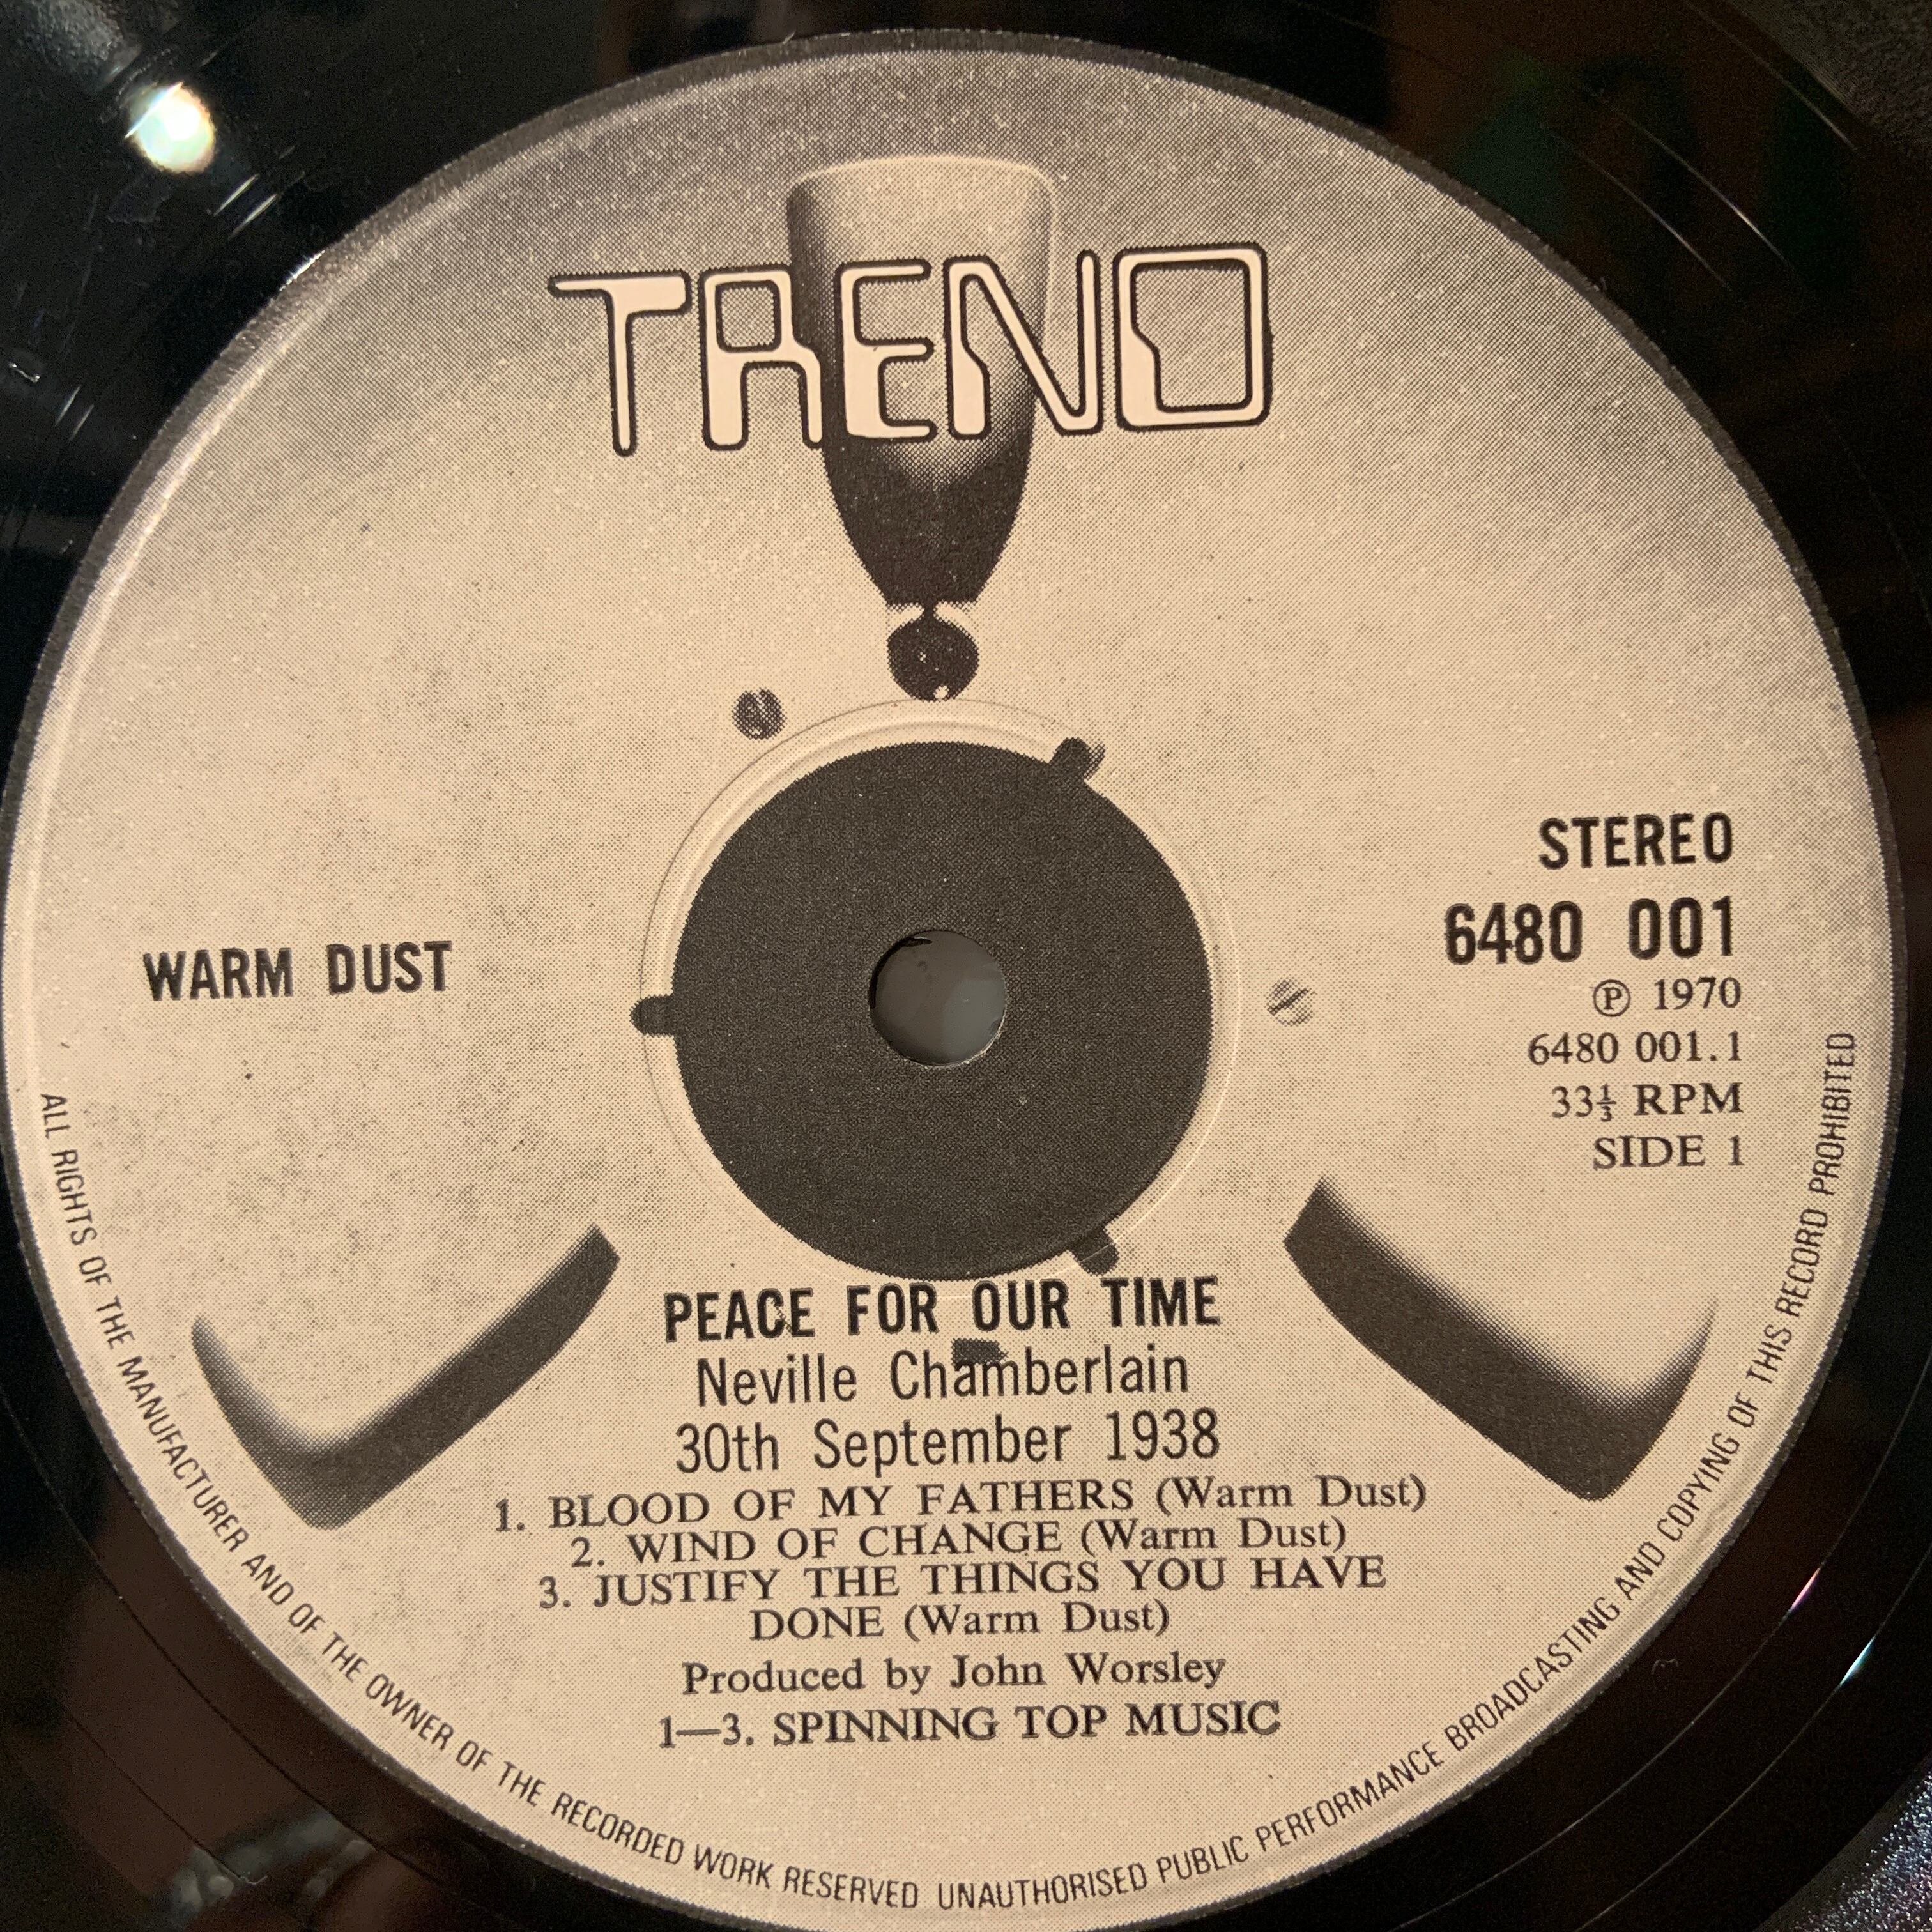 TREND
WARM DUST
STEREO
6480 001
Ⓟ 1970
6480 001.1
33⅓ RPM
SIDE 1
PEACE FOR OUR TIME
Neville Chamberlain
30th September 1938
1. BLOOD OF MY FATHERS (Warm Dust)
2. WIND OF CHANGE (Warm Dust)
3. JUSTIFY THE THINGS YOU HAVE
DONE (Warm Dust)
Produced by John Worsley
1—3. SPINNING TOP MUSIC
ALL RIGHTS OF THE MANUFACTURER AND OF THE OWNER OF THE RECORDED WORK RESERVED UNAUTHORISED PUBLIC PERFORMANCE BROADCASTING AND COPYING OF THIS RECORD PROHIBITED